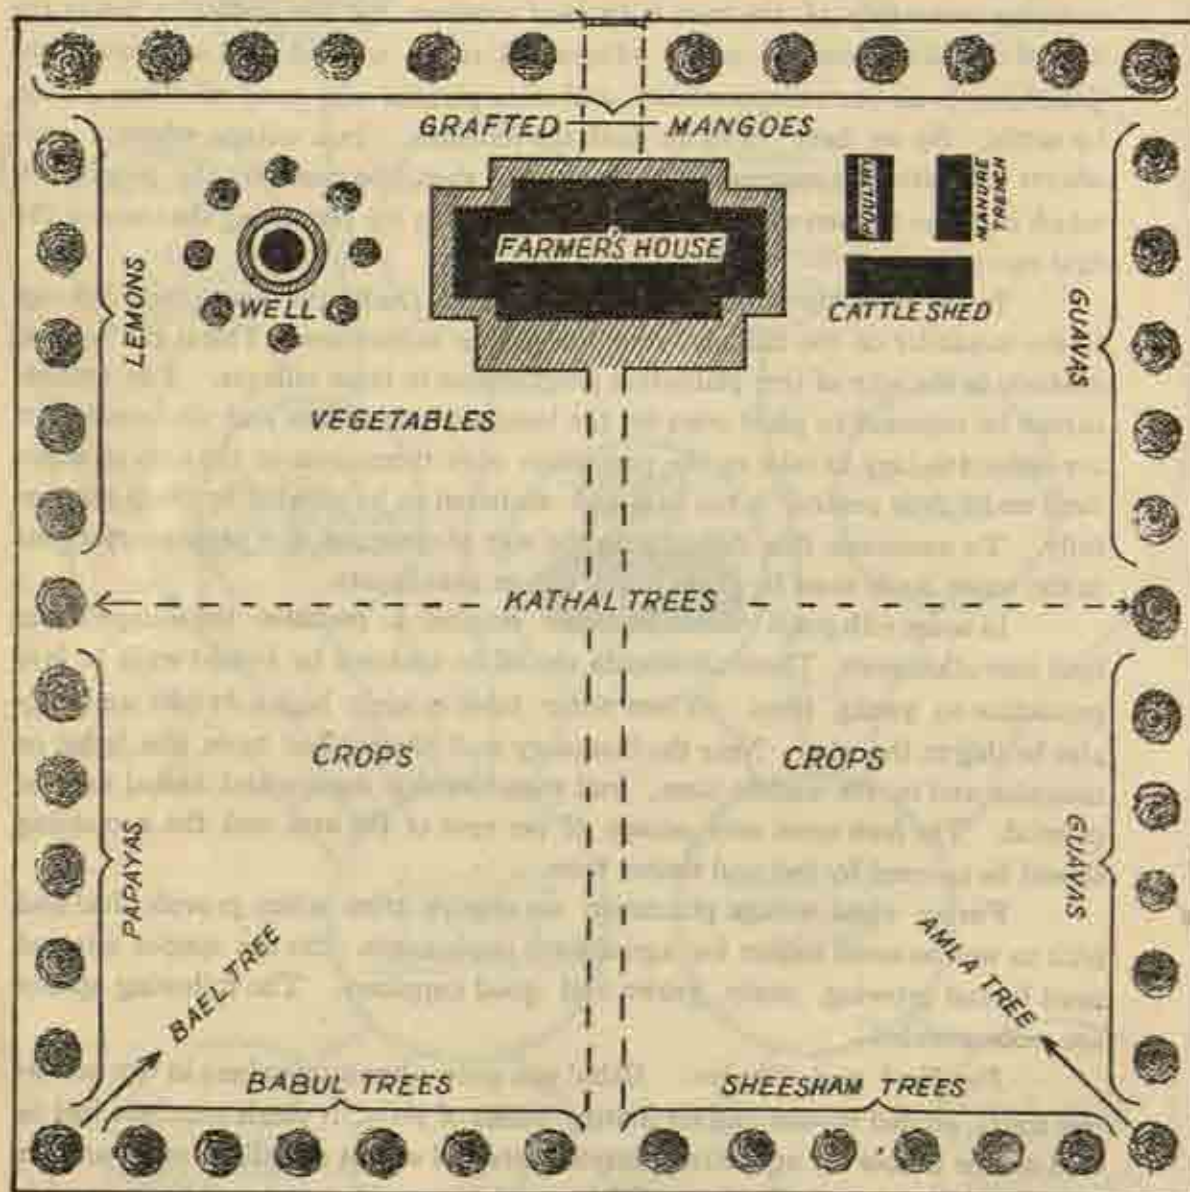 GRAFTED MANGOES
LEMONS
WELL
FARMER'S HOUSE
POULTRY
MANURE
TRENCH
CATTLE SHED
GUAVAS
VEGETABLES
KATHAL TREES
PAPAYAS
CROPS
CROPS
GUAVAS
BAEL TREE
AMLA TREE
BABUL TREES
SHEESHAM TREES